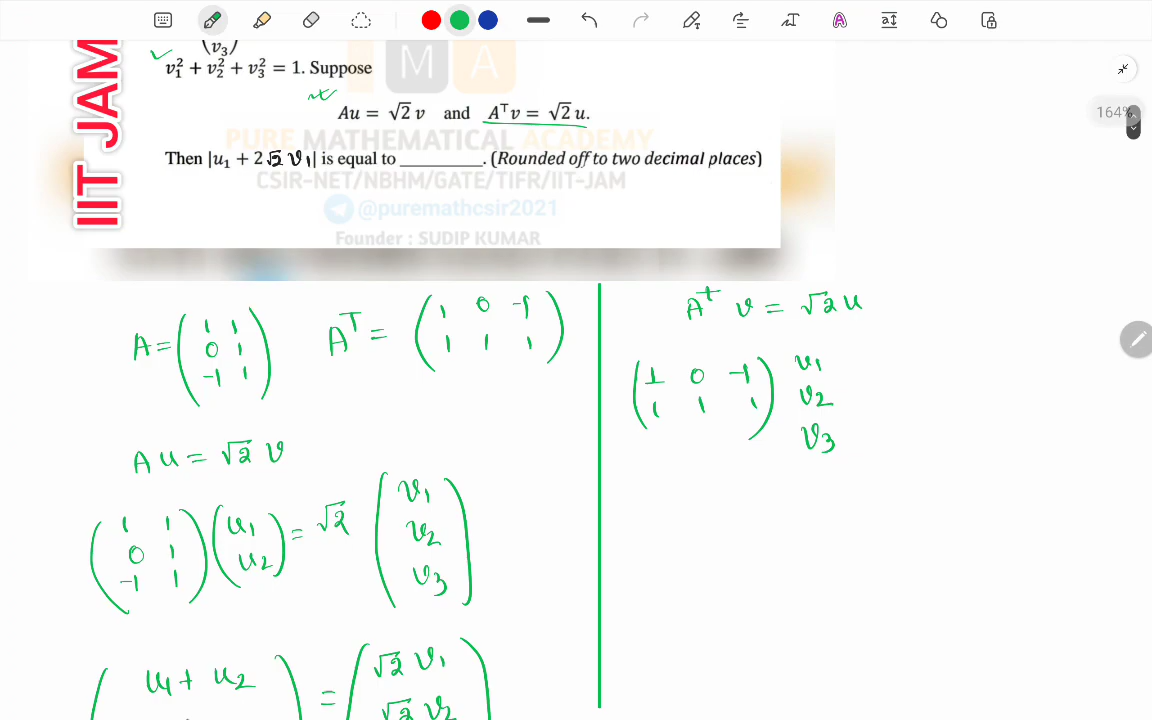 164%
IIT JAM
(v₃)
v₁² + v₂² + v₃² = 1. Suppose
M A
Au = √2 v and Aᵀv = √2 u.
PURE MATHEMATICAL ACADEMY
Then |u₁ + 2√2 v₁| is equal to ________. (Rounded off to two decimal places)
CSIR-NET/NBHM/GATE/TFR/IIT-JAM
@puremathcsir2021
Founder : SUDIP KUMAR
A = (1 1
0 1
-1 1)
Aᵀ = (1 0 -1
1 1 1)
Au = √2 v
(1 1
0 1
-1 1) (u₁
u₂) = √2 (v₁
v₂
v₃)
u₁ + u₂ = (√2 v₁
√2 v₂
Aᵀ v = √2 u
(1 0 -1
1 1 1) v₁
v₂
v₃